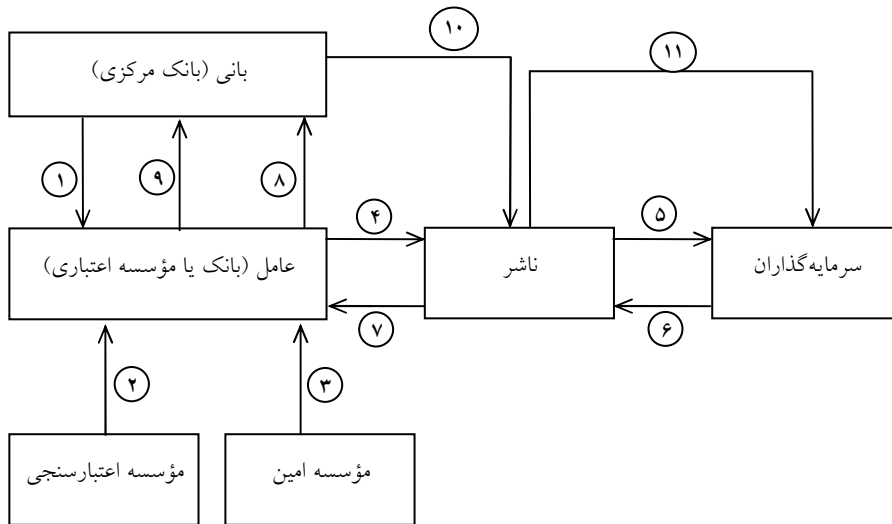 ۱۰
۱۱
بانی (بانک مرکزی)
۱
۹
۸
۴
۵
عامل (بانک یا مؤسسه اعتباری)
ناشر
سرمایه‌گذاران
۷
۶
۲
۳
مؤسسه اعتبارسنجی
مؤسسه امین